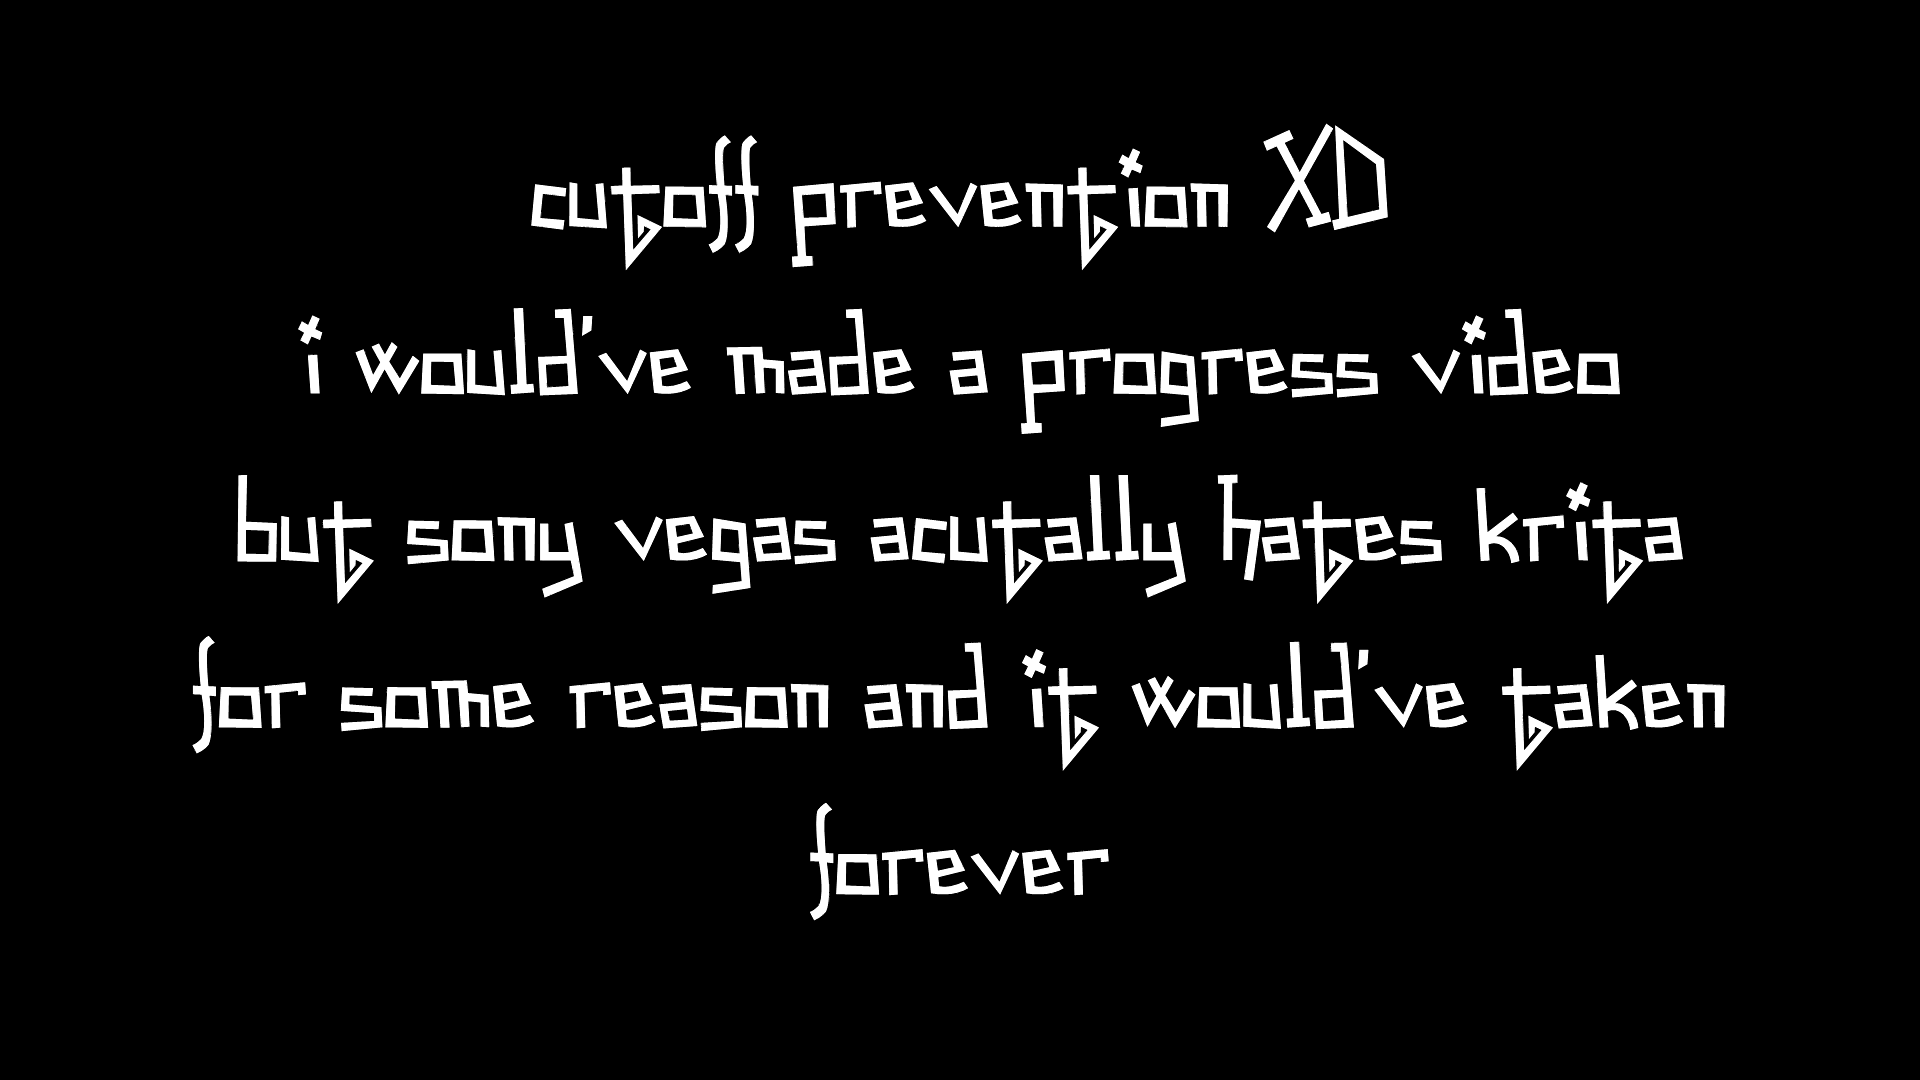 cutoff prevention XD
i would've made a progress video
but sony vegas acutally hates krita
for some reason and it would've taken
forever